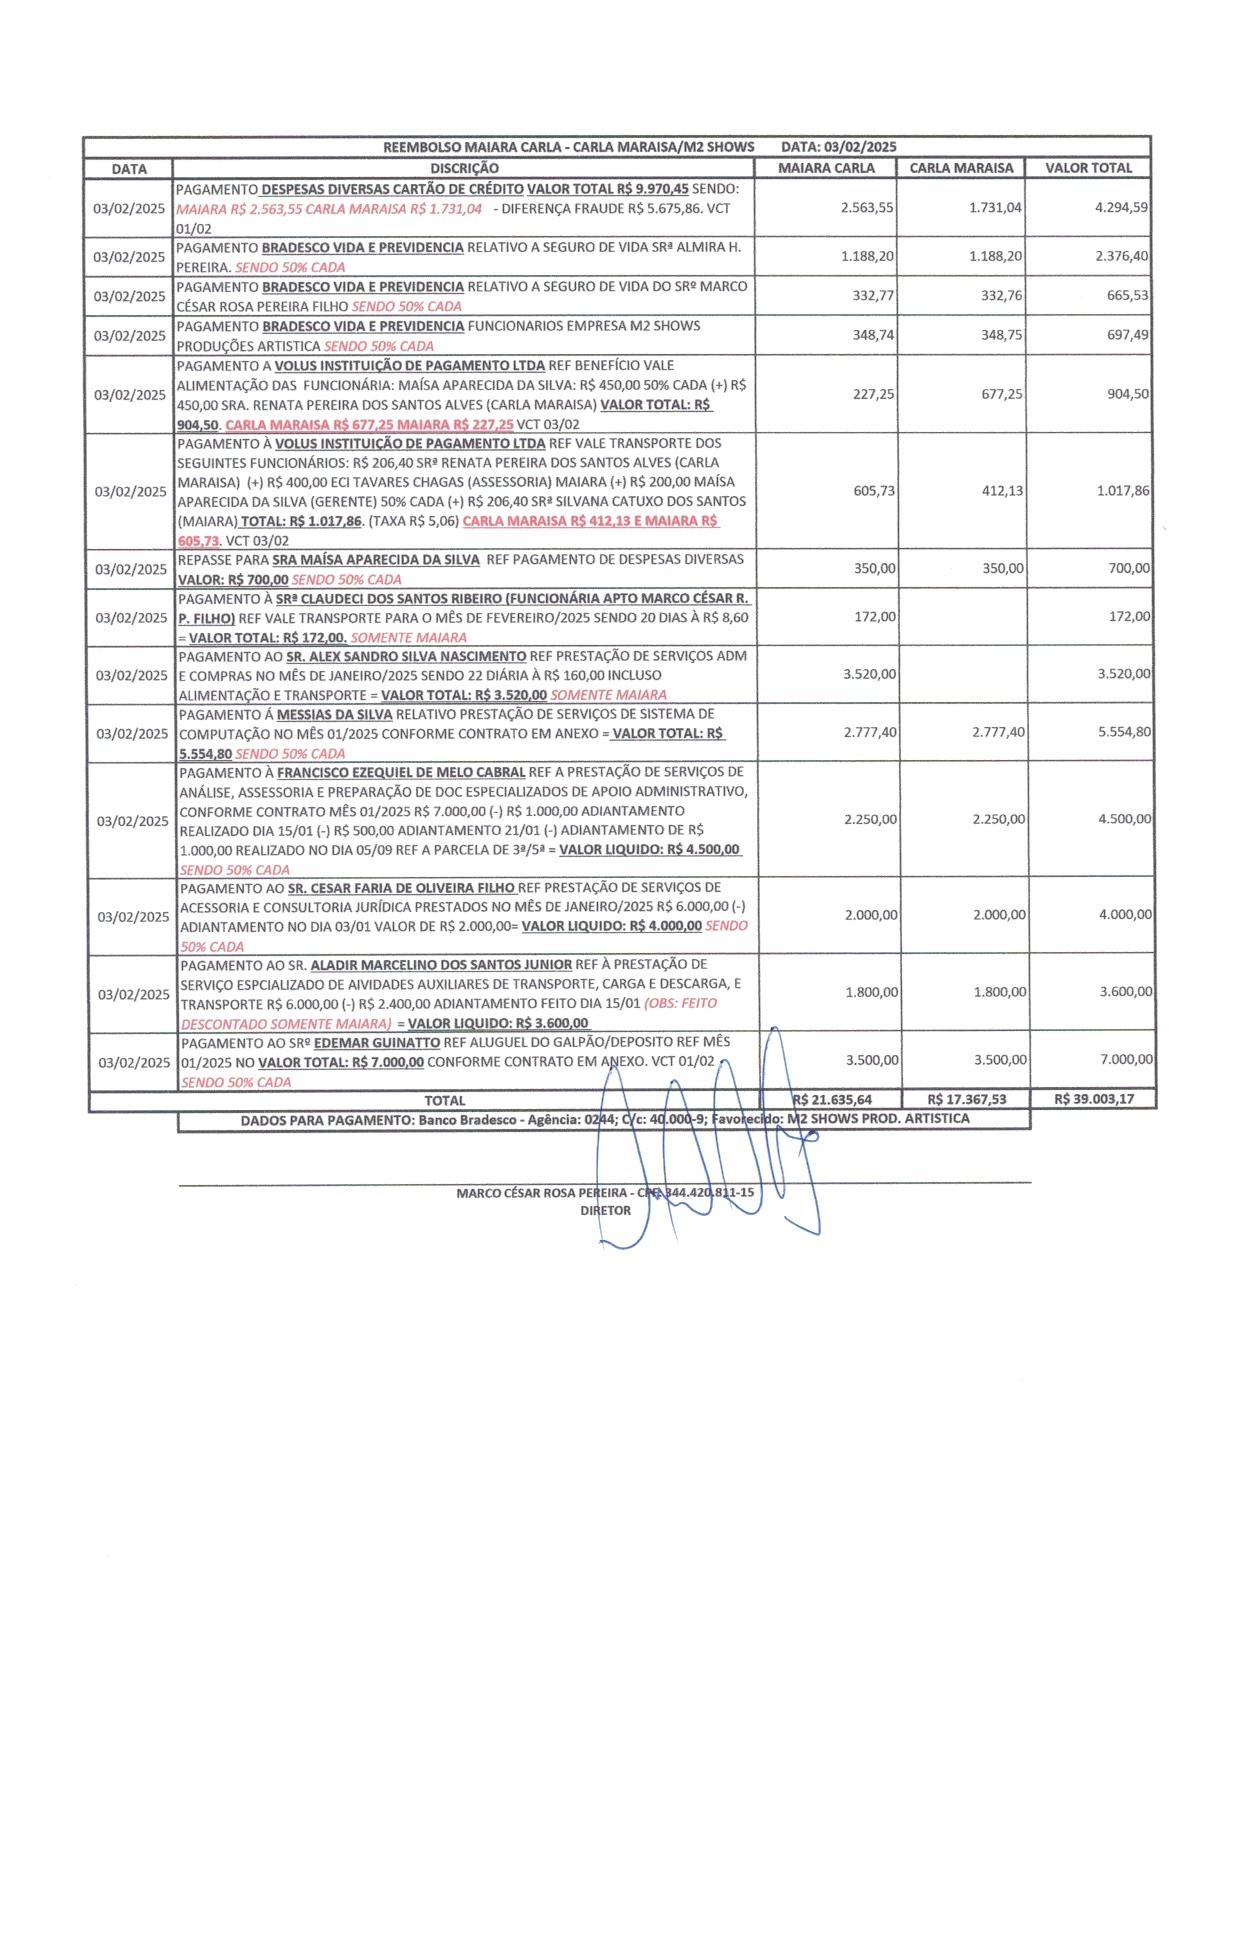 REEMBOLSO MAIARA CARLA - CARLA MARAISA/M2 SHOWS DATA: 03/02/2025
DATA DISCRIÇÃO MAIARA CARLA CARLA MARAISA VALOR TOTAL
PAGAMENTO DESPESAS DIVERSAS CARTÃO DE CRÉDITO VALOR TOTAL R$ 9.970,45 SENDO:
03/02/2025 MAIARA R$ 2.563,55 CARLA MARAISA R$ 1.731,04 - DIFERENÇA FRAUDE R$ 5.675,86. VCT 2.563,55 1.731,04 4.294,59
01/02
PAGAMENTO BRADESCO VIDA E PREVIDENCIA RELATIVO A SEGURO DE VIDA SRª ALMIRA H.
03/02/2025 PEREIRA. SENDO 50% CADA 1.188,20 1.188,20 2.376,40
PAGAMENTO BRADESCO VIDA E PREVIDENCIA RELATIVO A SEGURO DE VIDA DO SRº MARCO
03/02/2025 CÉSAR ROSA PEREIRA FILHO SENDO 50% CADA 332,77 332,76 665,53
PAGAMENTO BRADESCO VIDA E PREVIDENCIA FUNCIONARIOS EMPRESA M2 SHOWS
03/02/2025 PRODUÇÕES ARTISTICA SENDO 50% CADA 348,74 348,75 697,49
PAGAMENTO A VOLUS INSTITUIÇÃO DE PAGAMENTO LTDA REF BENEFÍCIO VALE
ALIMENTAÇÃO DAS FUNCIONÁRIA: MAÍSA APARECIDA DA SILVA: R$ 450,00 50% CADA (+) R$
03/02/2025 450,00 SRA. RENATA PEREIRA DOS SANTOS ALVES (CARLA MARAISA) VALOR TOTAL: R$ 227,25 677,25 904,50
904,50. CARLA MARAISA R$ 677,25 MAIARA R$ 227,25 VCT 03/02
PAGAMENTO À VOLUS INSTITUIÇÃO DE PAGAMENTO LTDA REF VALE TRANSPORTE DOS
SEGUINTES FUNCIONÁRIOS: R$ 206,40 SRª RENATA PEREIRA DOS SANTOS ALVES (CARLA
MARAISA) (+) R$ 400,00 ECI TAVARES CHAGAS (ASSESSORIA) MAIARA (+) R$ 200,00 MAÍSA
03/02/2025 APARECIDA DA SILVA (GERENTE) 50% CADA (+) R$ 206,40 SRª SILVANA CATUXO DOS SANTOS 605,73 412,13 1.017,86
(MAIARA) TOTAL: R$ 1.017,86. (TAXA R$ 5,06) CARLA MARAISA R$ 412,13 E MAIARA R$
605,73. VCT 03/02
REPASSE PARA SRA MAÍSA APARECIDA DA SILVA REF PAGAMENTO DE DESPESAS DIVERSAS
03/02/2025 VALOR: R$ 700,00 SENDO 50% CADA 350,00 350,00 700,00
PAGAMENTO À SRª CLAUDECI DOS SANTOS RIBEIRO (FUNCIONÁRIA APTO MARCO CÉSAR R.
03/02/2025 P. FILHO) REF VALE TRANSPORTE PARA O MÊS DE FEVEREIRO/2025 SENDO 20 DIAS À R$ 8,60 172,00 172,00
= VALOR TOTAL: R$ 172,00. SOMENTE MAIARA
PAGAMENTO AO SR. ALEX SANDRO SILVA NASCIMENTO REF PRESTAÇÃO DE SERVIÇOS ADM
03/02/2025 E COMPRAS NO MÊS DE JANEIRO/2025 SENDO 22 DIÁRIA À R$ 160,00 INCLUSO 3.520,00 3.520,00
ALIMENTAÇÃO E TRANSPORTE = VALOR TOTAL: R$ 3.520,00 SOMENTE MAIARA
PAGAMENTO Á MESSIAS DA SILVA RELATIVO PRESTAÇÃO DE SERVIÇOS DE SISTEMA DE
03/02/2025 COMPUTAÇÃO NO MÊS 01/2025 CONFORME CONTRATO EM ANEXO = VALOR TOTAL: R$ 2.777,40 2.777,40 5.554,80
5.554,80 SENDO 50% CADA
PAGAMENTO À FRANCISCO EZEQUIEL DE MELO CABRAL REF A PRESTAÇÃO DE SERVIÇOS DE
ANÁLISE, ASSESSORIA E PREPARAÇÃO DE DOC ESPECIALIZADOS DE APOIO ADMINISTRATIVO,
CONFORME CONTRATO MÊS 01/2025 R$ 7.000,00 (-) R$ 1.000,00 ADIANTAMENTO
03/02/2025 REALIZADO DIA 15/01 (-) R$ 500,00 ADIANTAMENTO 21/01 (-) ADIANTAMENTO DE R$ 2.250,00 2.250,00 4.500,00
1.000,00 REALIZADO NO DIA 05/09 REF A PARCELA DE 3ª/5ª = VALOR LIQUIDO: R$ 4.500,00
SENDO 50% CADA
PAGAMENTO AO SR. CESAR FARIA DE OLIVEIRA FILHO REF PRESTAÇÃO DE SERVIÇOS DE
ACESSORIA E CONSULTORIA JURÍDICA PRESTADOS NO MÊS DE JANEIRO/2025 R$ 6.000,00 (-)
03/02/2025 ADIANTAMENTO NO DIA 03/01 VALOR DE R$ 2.000,00= VALOR LIQUIDO: R$ 4.000,00 SENDO 2.000,00 2.000,00 4.000,00
50% CADA
PAGAMENTO AO SR. ALADIR MARCELINO DOS SANTOS JUNIOR REF À PRESTAÇÃO DE
SERVIÇO ESPCIALIZADO DE AIVIDADES AUXILIARES DE TRANSPORTE, CARGA E DESCARGA, E
03/02/2025 TRANSPORTE R$ 6.000,00 (-) R$ 2.400,00 ADIANTAMENTO FEITO DIA 15/01 (OBS: FEITO 1.800,00 1.800,00 3.600,00
DESCONTADO SOMENTE MAIARA) = VALOR LIQUIDO: R$ 3.600,00
PAGAMENTO AO SRº EDEMAR GUINATTO REF ALUGUEL DO GALPÃO/DEPOSITO REF MÊS
03/02/2025 01/2025 NO VALOR TOTAL: R$ 7.000,00 CONFORME CONTRATO EM ANEXO. VCT 01/02 3.500,00 3.500,00 7.000,00
SENDO 50% CADA
TOTAL R$ 21.635,64 R$ 17.367,53 R$ 39.003,17
DADOS PARA PAGAMENTO: Banco Bradesco - Agência: 0244; C/c: 40.000-9; Favorecido: M2 SHOWS PROD. ARTISTICA
MARCO CÉSAR ROSA PEREIRA - CPF: 344.420.811-15
DIRETOR